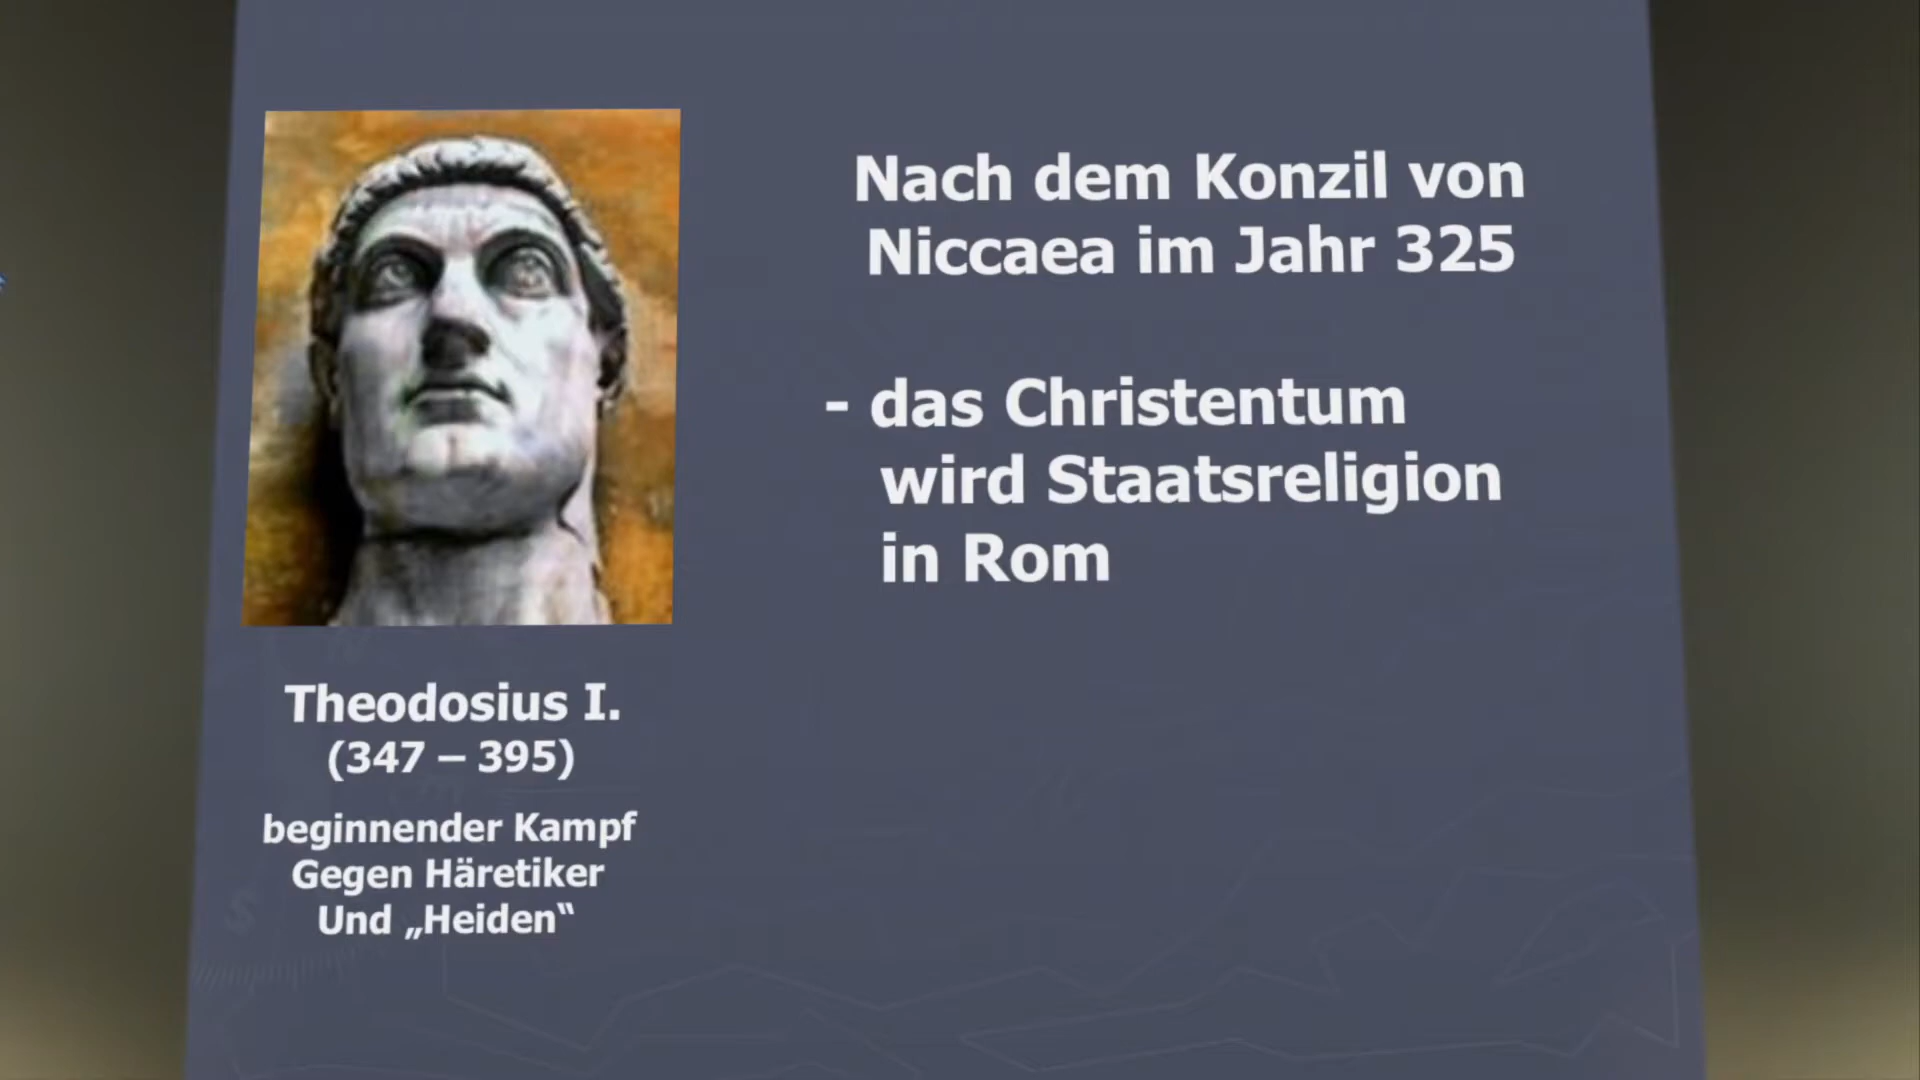 Nach dem Konzil von
Niccaea im Jahr 325
- das Christentum
wird Staatsreligion
in Rom
Theodosius I.
(347 – 395)
beginnender Kampf
Gegen Häretiker
Und „Heiden“